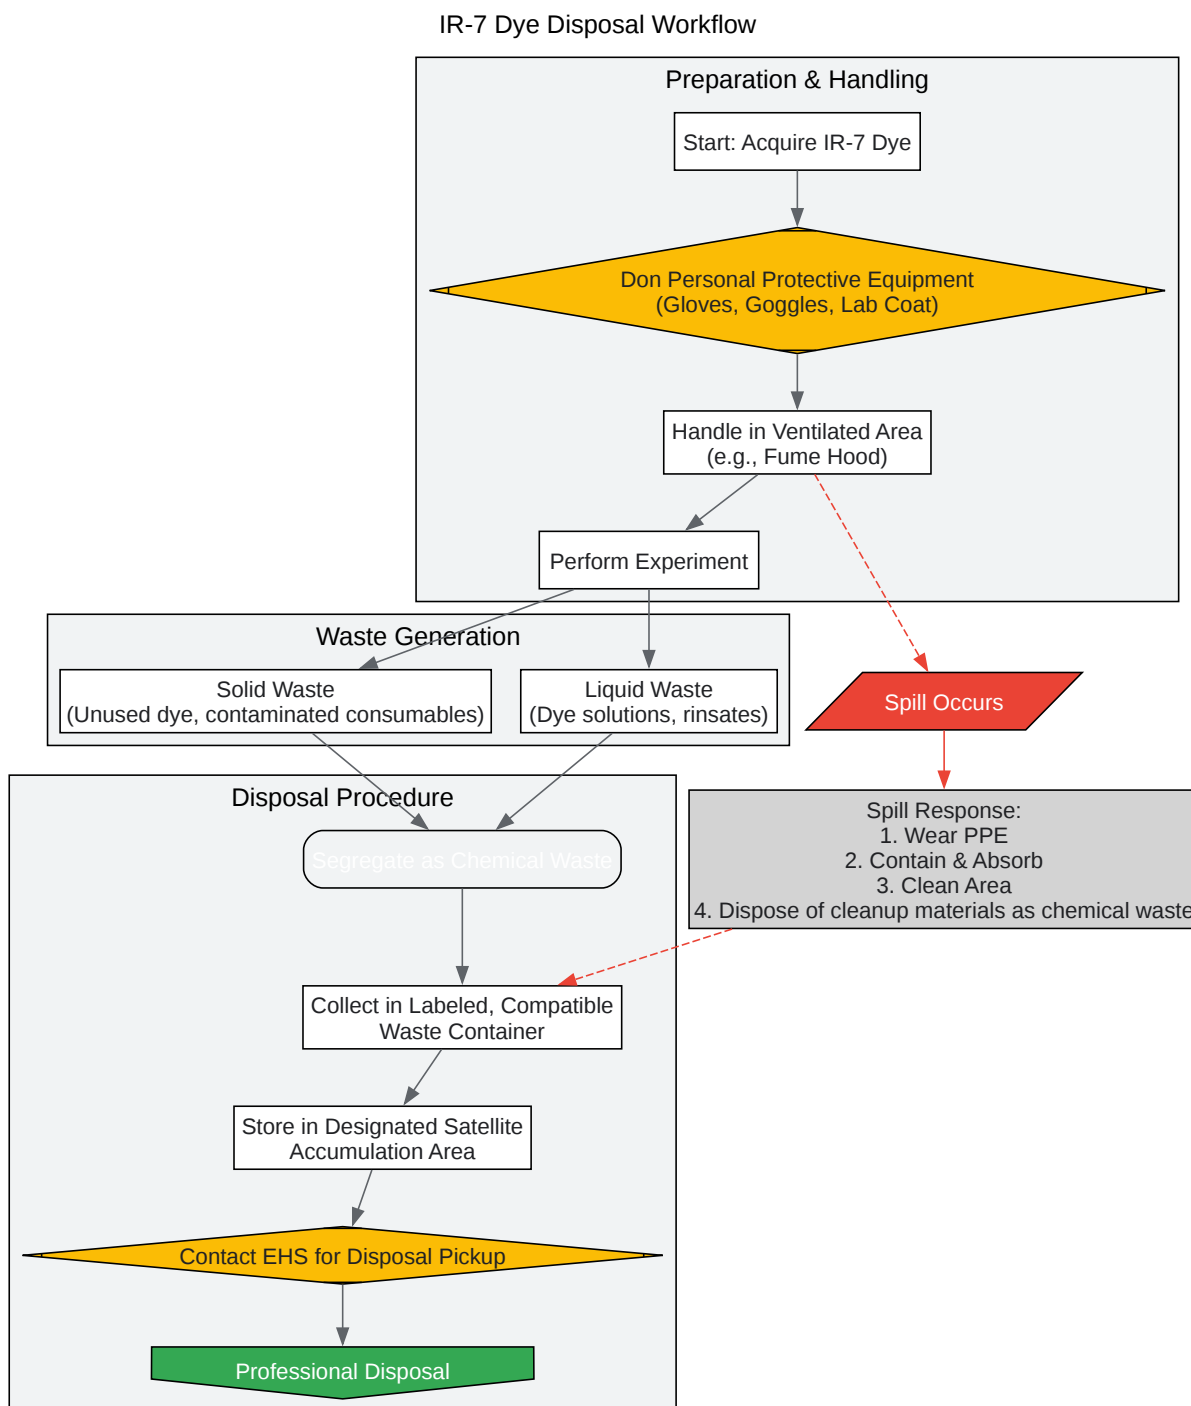 IR-7 Dye Disposal Workflow
Preparation & Handling
Start: Acquire IR-7 Dye
Don Personal Protective Equipment
(Gloves, Goggles, Lab Coat)
Handle in Ventilated Area
(e.g., Fume Hood)
Perform Experiment
Waste Generation
Solid Waste
(Unused dye, contaminated consumables)
Liquid Waste
(Dye solutions, rinsates)
Spill Occurs
Spill Response:
1. Wear PPE
2. Contain & Absorb
3. Clean Area
4. Dispose of cleanup materials as chemical waste
Disposal Procedure
Segregate as Chemical Waste
Collect in Labeled, Compatible
Waste Container
Store in Designated Satellite
Accumulation Area
Contact EHS for Disposal Pickup
Professional Disposal